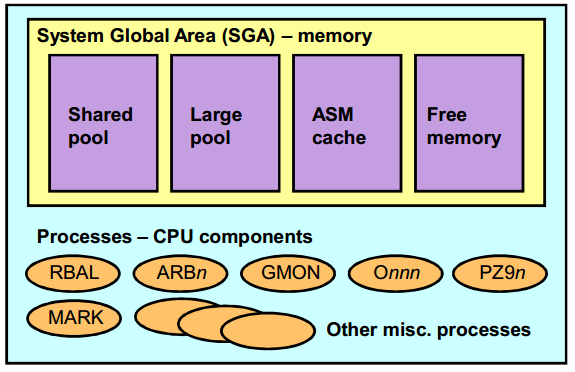 System Global Area (SGA) – memory
Shared pool
Large pool
ASM cache
Free memory
Processes – CPU components
RBAL ARBn GMON Onnn PZ9n
MARK
Other misc. processes